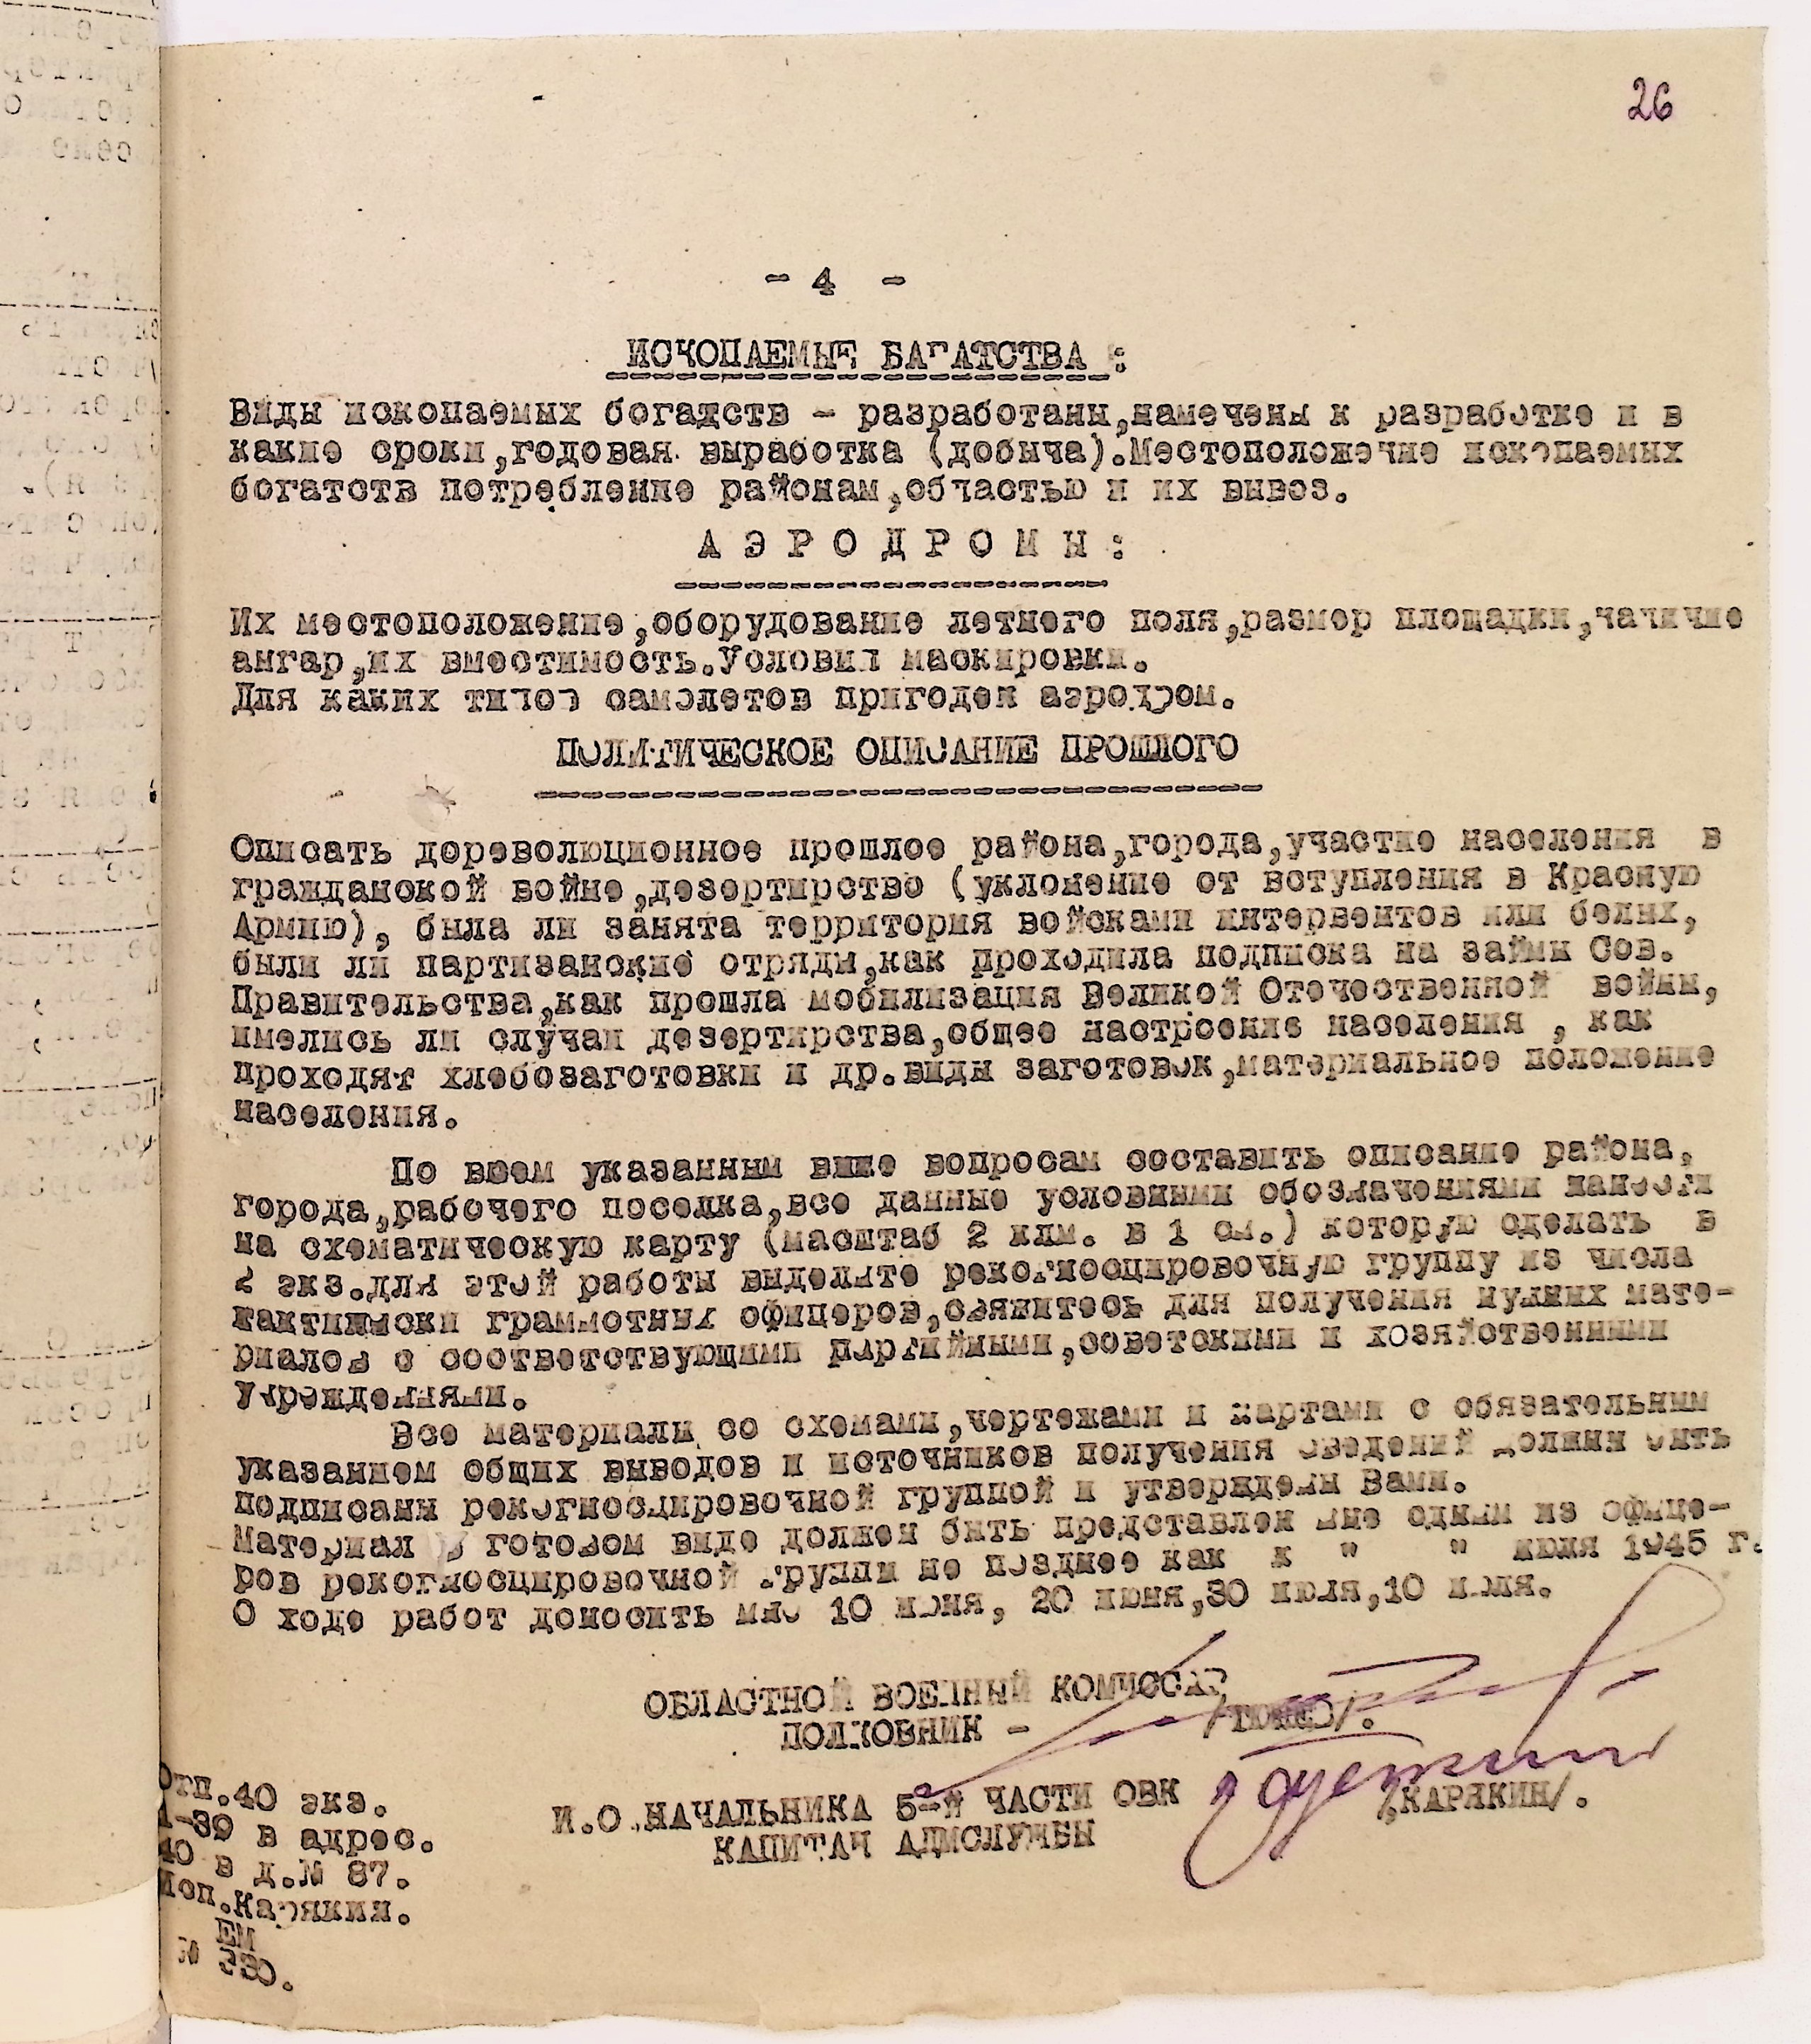 26
- 4 -
ИСКОПАЕМЫЕ БАГАТСТВА :
Виды ископаемых богатств - разработаны,намечены к разработке и в
какие сроки,годовая выработка (добыча).Местоположение ископаемых
богатств потребление районам,областью и их вывоз.
А Э Р О Д Р О М Ы :
Их местоположение,оборудование летного поля,размер площадки,наличие
ангар,их вместимость.Условия маскировки.
Для каких типов самолетов пригоден аэродром.
ПОЛИТИЧЕСКОЕ ОПИСАНИЕ ПРОШЛОГО
Описать дореволюционное прошлое района,города,участие населения в
гражданской войне,дезертирство (уклонение от вступления в Красную
Армию), была ли занята территория войсками интервентов или белых,
были ли партизанские отряды,как проходила подписка на займы Сов.
Правительства,как прошла мобилизация Великой Отечественной войны,
имелись ли случаи дезертирства,общее настроение населения , как
проходят хлебозаготовки и др.виды заготовок,материальное положение
населения.
По всем указанным выше вопросам составить описание района,
города,рабочего поселка,все данные условными обозначениями нанести
на схематическую карту (масштаб 2 клм. в 1 см.) которую сделать в
2 экз.для этой работы выделите рекогносцировочную группу из числа
тактически грамотных офицеров,свяжитесь для получения нужных мате-
риалов с соответствующими партийными,советскими и хозяйственными
учреждениями.
Все материалы со схемами,чертежами и картами с обязательным
указанием общих выводов и источников получения сведений должны быть
подписаны рекогносцировочной группой и утверждены Вами.
Материал в готовом виде должен быть представлен мне одним из офице-
ров рекогносцировочной группы не позднее как к " " июля 1945 г.
О ходе работ доносить мне 10 июня, 20 июня,30 июля,10 июля.
ОБЛАСТНОЙ ВОЕННЫЙ КОМИССАР
ПОЛКОВНИК -
И.О.НАЧАЛЬНИКА 5-й ЧАСТИ ОВК /КАРЯКИН/.
КАПИТАН АДМСЛУЖБЫ
Отп.40 экз.
1-39 в адрес.
40 в д.№ 87.
Исп.Карякин.
ЕМ
№ 530.